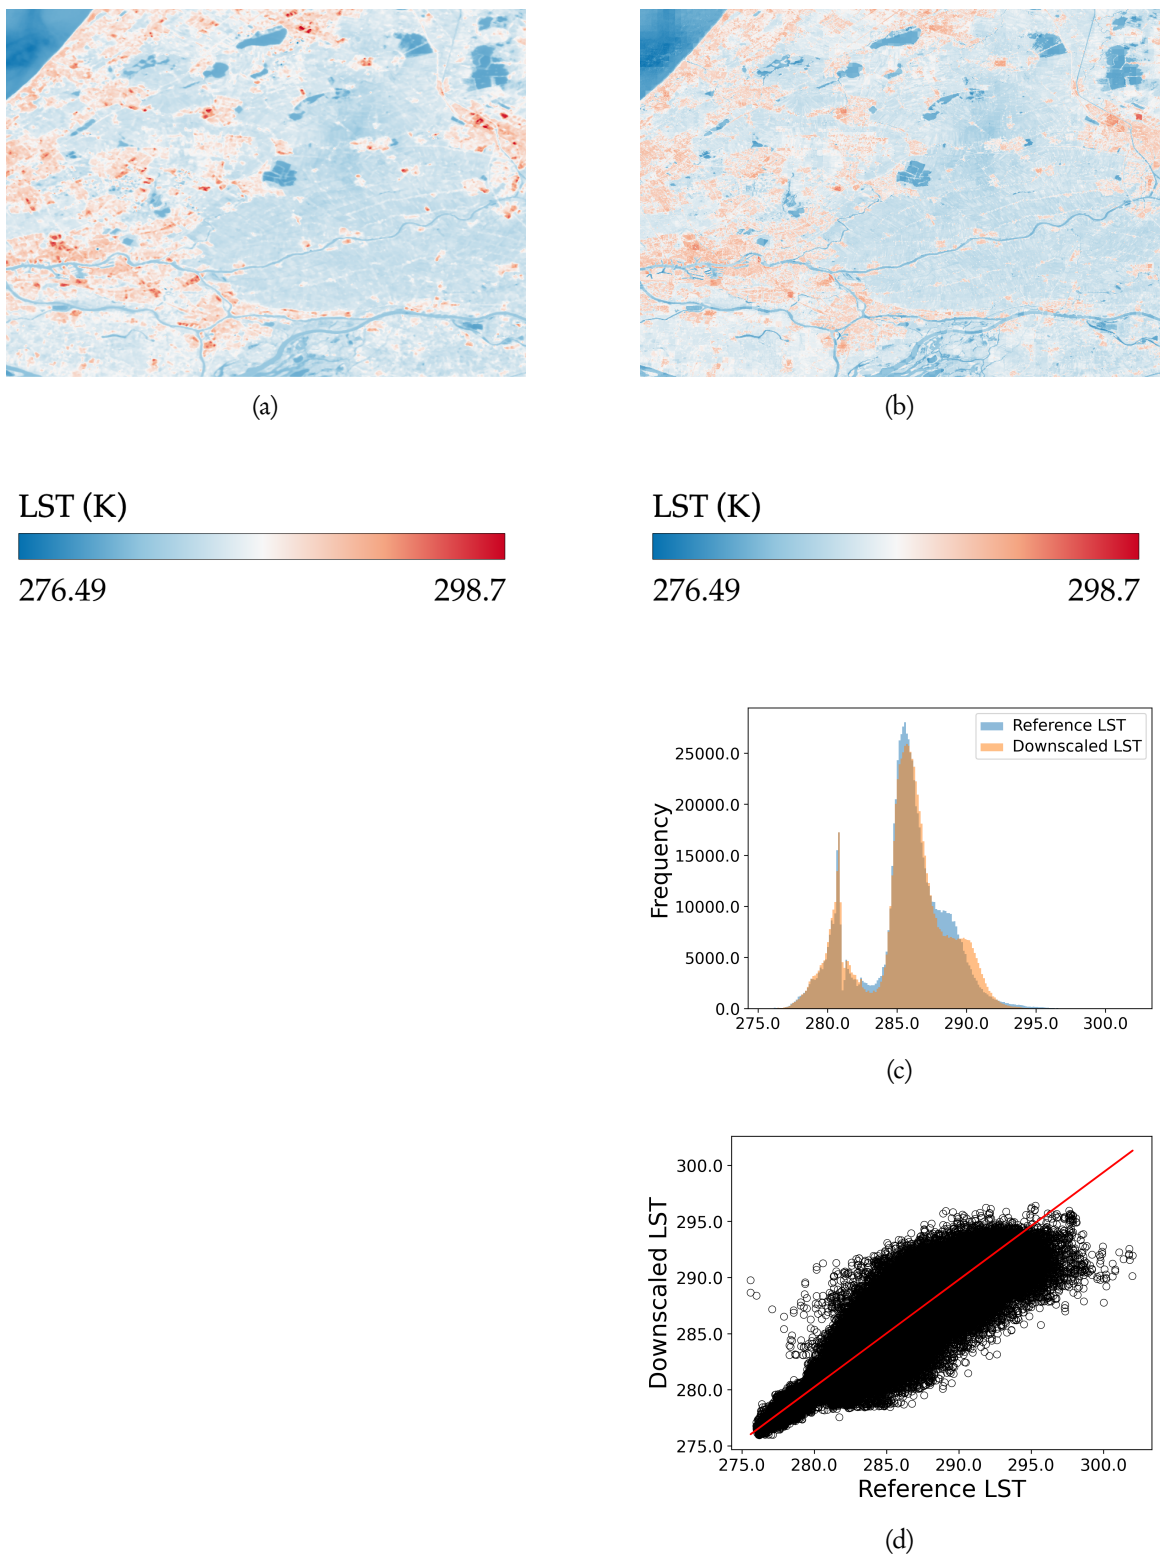 (a)
(b)
LST (K)
276.49 298.7
LST (K)
276.49 298.7
Reference LST
Downscaled LST
25000.0
20000.0
15000.0
10000.0
5000.0
0.0
Frequency
275.0 280.0 285.0 290.0 295.0 300.0
(c)
300.0
295.0
290.0
285.0
280.0
275.0
Downscaled LST
275.0 280.0 285.0 290.0 295.0 300.0
Reference LST
(d)